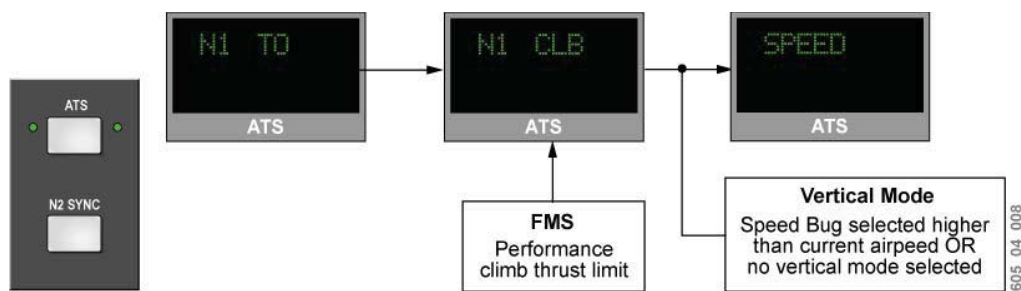 ATS
N2 SYNC
N1 TO
ATS
N1 CLB
ATS
SPEED
ATS
FMS
Performance
climb thrust limit
Vertical Mode
Speed Bug selected higher
than current airpeed OR
no vertical mode selected
605 04 008